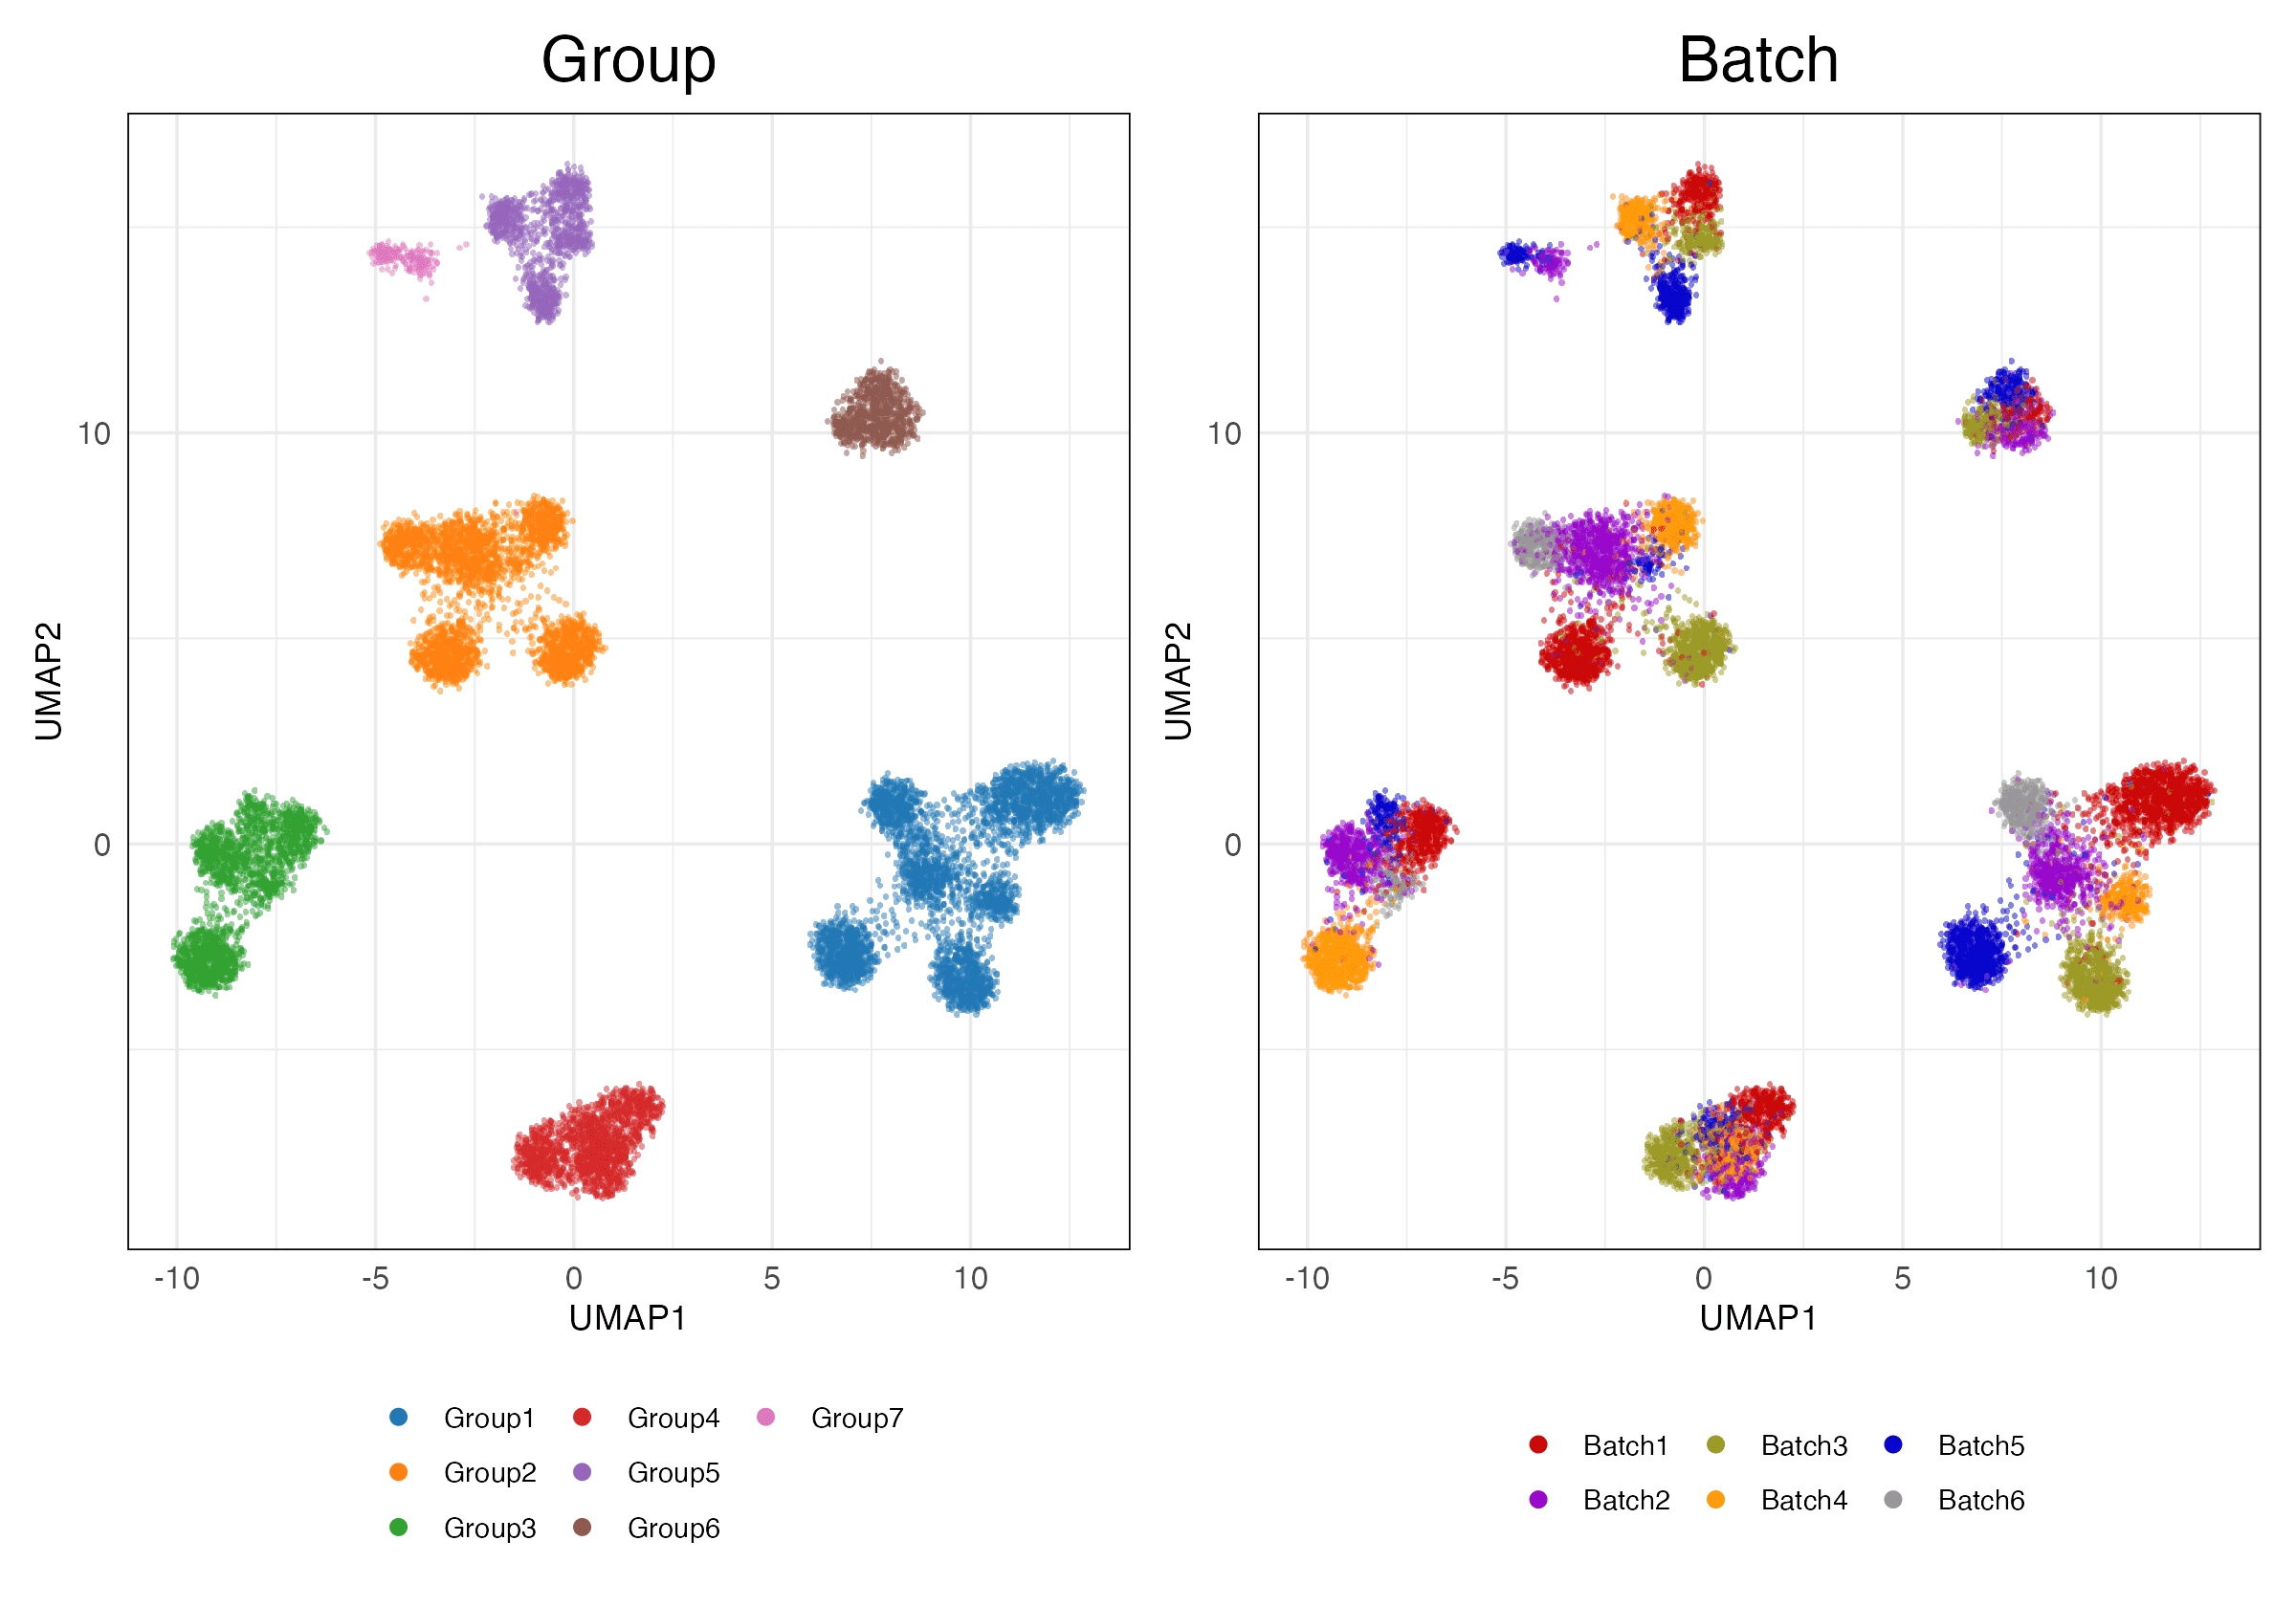 Group
Batch
UMAP2
10
0
-10 -5 0 5 10
UMAP1
UMAP2
10
0
-10 -5 0 5 10
UMAP1
Group1 Group4 Group7
Group2 Group5
Group3 Group6
Batch1 Batch3 Batch5
Batch2 Batch4 Batch6